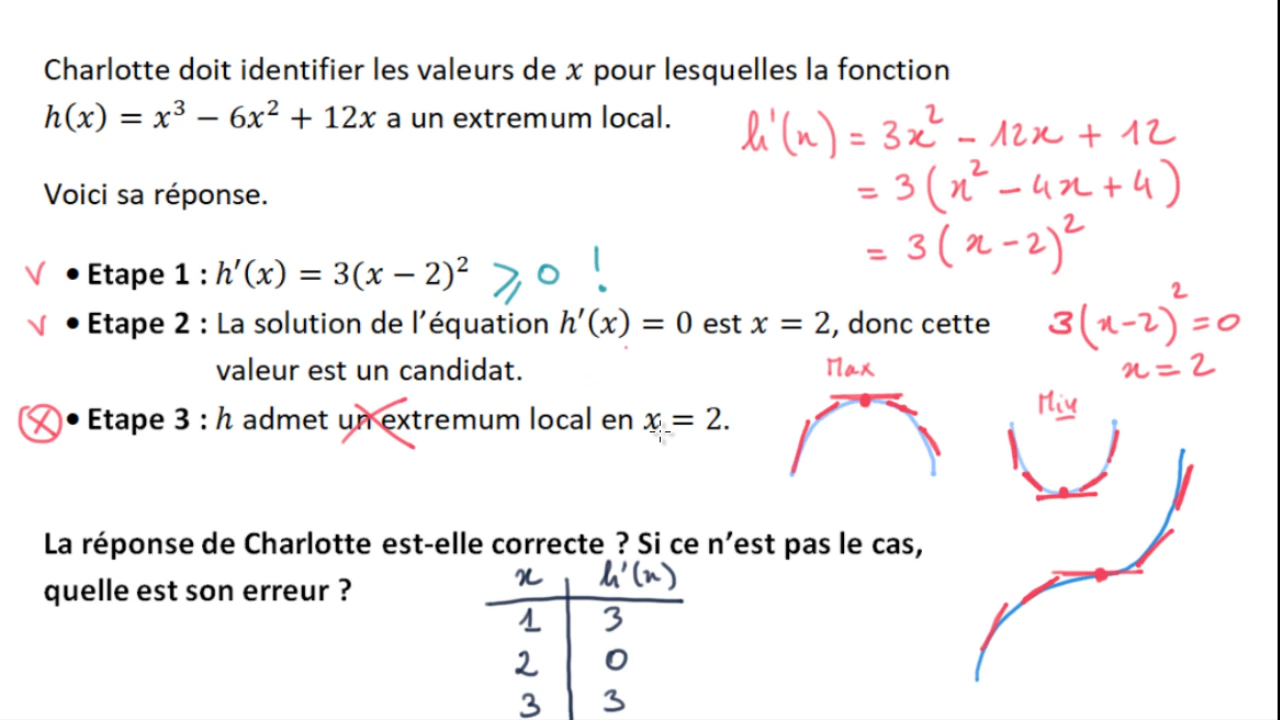 Charlotte doit identifier les valeurs de x pour lesquelles la fonction
h(x) = x³ − 6x² + 12x a un extremum local.
h'(x) = 3x² − 12x + 12
= 3(x² − 4x + 4)
Voici sa réponse.
= 3(x − 2)²
V • Etape 1 : h′(x) = 3(x − 2)² ⩾ 0 !
V • Etape 2 : La solution de l’équation h′(x) = 0 est x = 2, donc cette
3(x−2)² = 0
valeur est un candidat.
x = 2
Max
Min
• Etape 3 : h admet un extremum local en x = 2.
La réponse de Charlotte est-elle correcte ? Si ce n’est pas le cas,
quelle est son erreur ?
x h'(x)
1 3
2 0
3 3